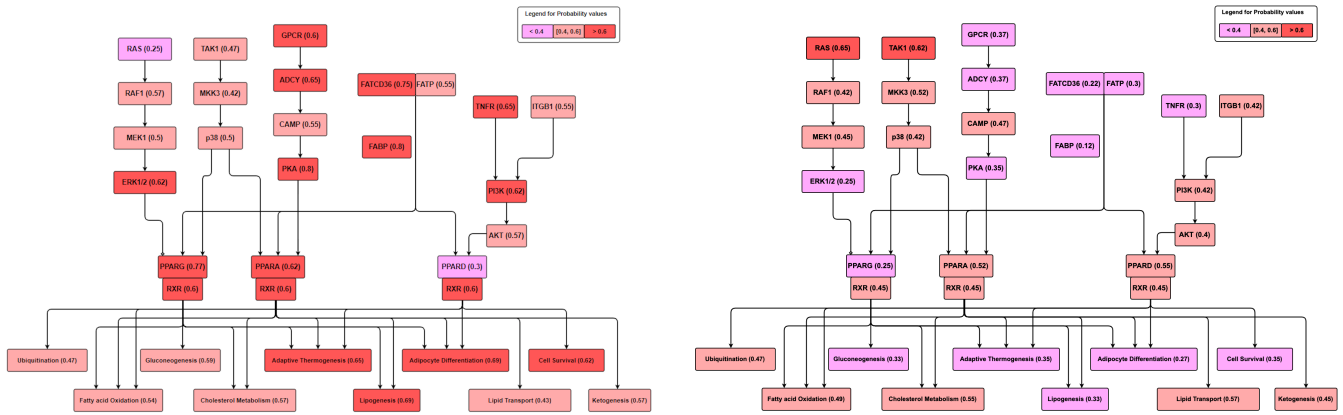 Legend for Probability values
< 0.4 [0.4, 0.6] > 0.6
GPCR (0.6)
RAS (0.25) TAK1 (0.47)
ADCY (0.65)
FATCD36 (0.75) FATP (0.55)
RAF1 (0.57) MKK3 (0.42)
TNFR (0.65) ITGB1 (0.55)
CAMP (0.55)
MEK1 (0.5) p38 (0.5)
FABP (0.8)
PKA (0.8)
ERK1/2 (0.62)
PI3K (0.62)
AKT (0.57)
PPARG (0.77) PPARA (0.62) PPARD (0.3)
RXR (0.6) RXR (0.6) RXR (0.6)
Ubiquitination (0.47) Gluconeogenesis (0.59) Adaptive Thermogenesis (0.65) Adipocyte Differentiation (0.69) Cell Survival (0.62)
Fatty acid Oxidation (0.54) Cholesterol Metabolism (0.57) Lipogenesis (0.69) Lipid Transport (0.43) Ketogenesis (0.57)
Legend for Probability values
< 0.4 [0.4, 0.6] > 0.6
GPCR (0.37)
RAS (0.65) TAK1 (0.62)
ADCY (0.37)
FATCD36 (0.22) FATP (0.3)
RAF1 (0.42) MKK3 (0.52)
TNFR (0.3) ITGB1 (0.42)
CAMP (0.47)
MEK1 (0.45) p38 (0.42)
FABP (0.12)
PKA (0.35)
ERK1/2 (0.25)
PI3K (0.42)
AKT (0.4)
PPARG (0.25) PPARA (0.52) PPARD (0.55)
RXR (0.45) RXR (0.45) RXR (0.45)
Ubiquitination (0.47) Gluconeogenesis (0.33) Adaptive Thermogenesis (0.35) Adipocyte Differentiation (0.27) Cell Survival (0.35)
Fatty acid Oxidation (0.49) Cholesterol Metabolism (0.55) Lipogenesis (0.33) Lipid Transport (0.57) Ketogenesis (0.45)